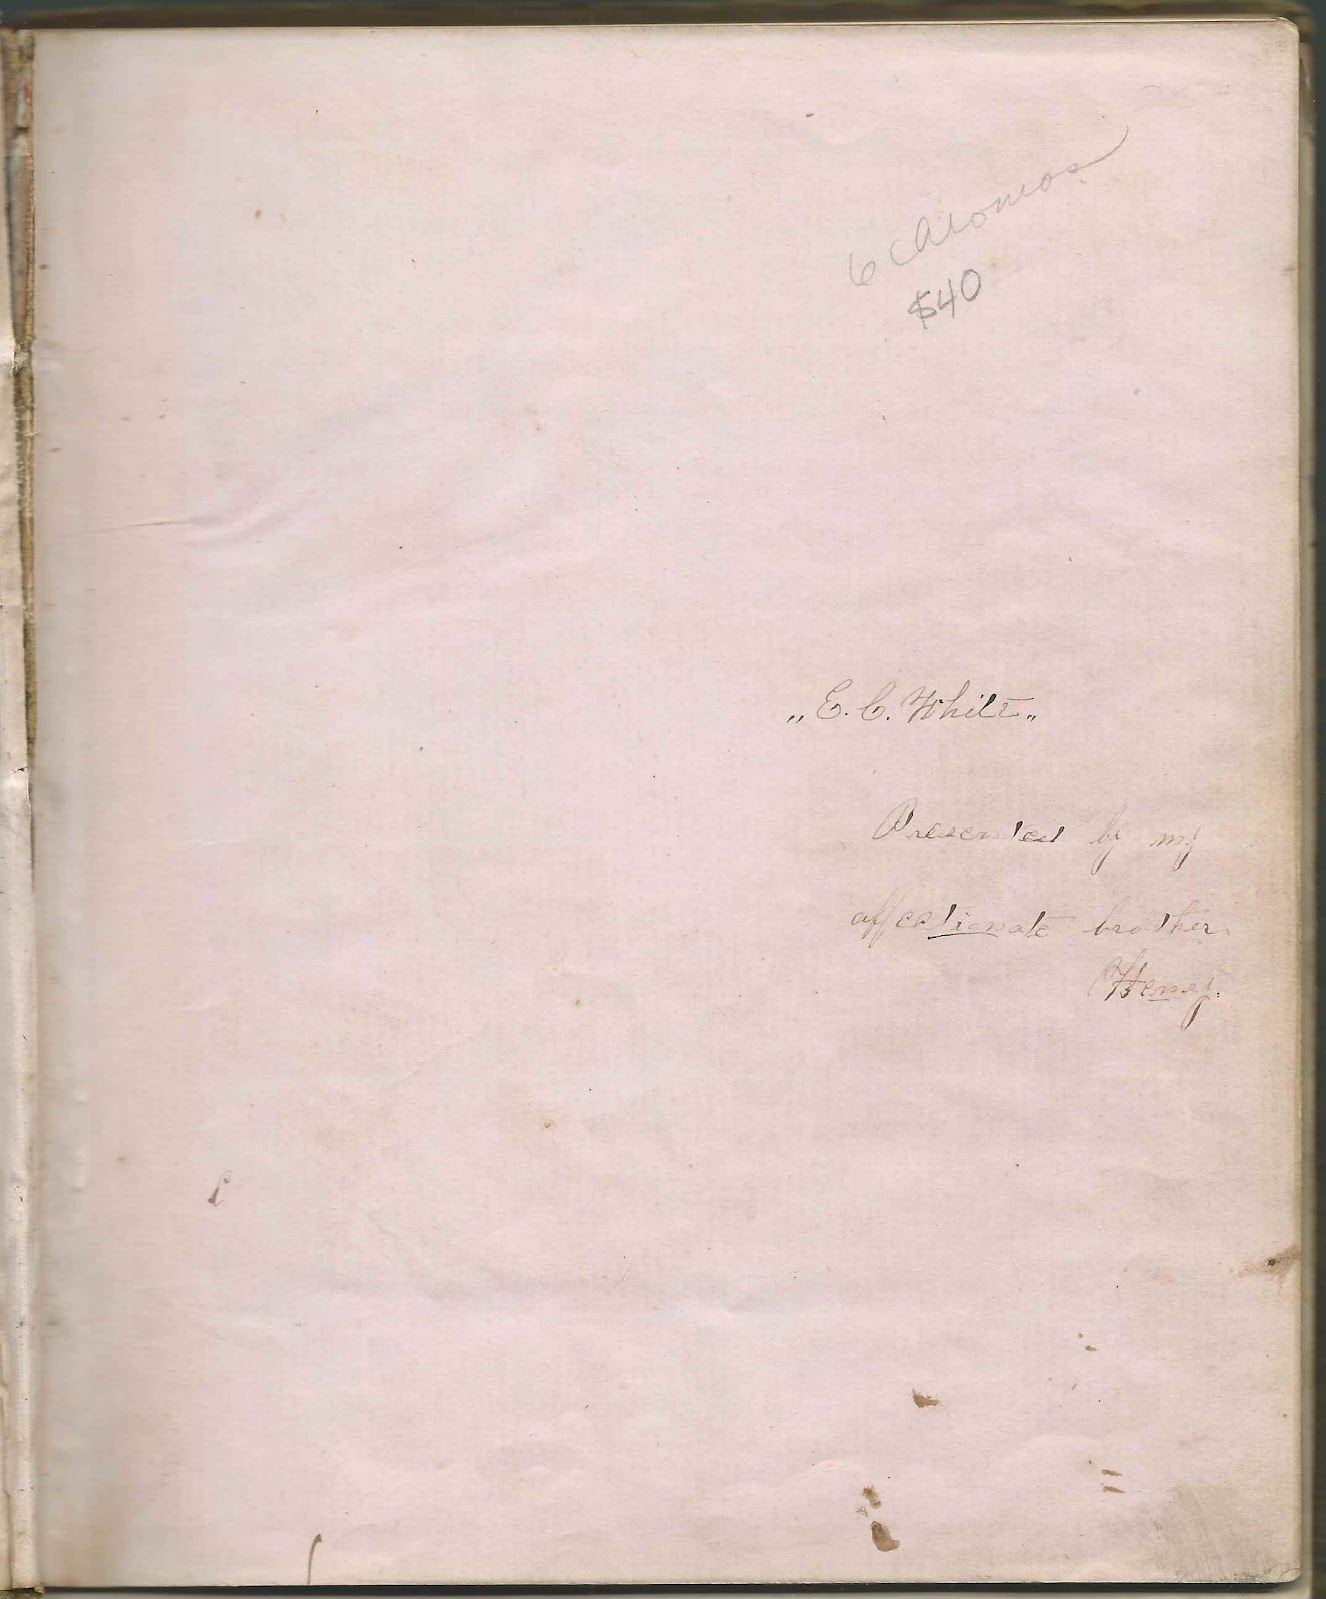 6 chromos
$40
„E. C. White„
Presented by my
affectionate brother
Henry.